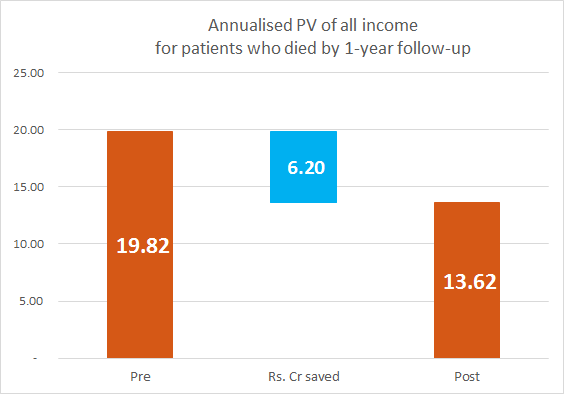 Annualised PV of all income
for patients who died by 1-year follow-up
25.00
20.00
15.00
10.00
5.00
-
19.82
6.20
13.62
Pre
Rs. Cr saved
Post